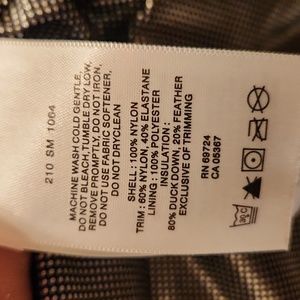 210 SM 1064
MACHINE WASH COLD GENTLE,
DO NOT BLEACH,TUMBLE DRY LOW,
REMOVE PROMPTLY, DO NOT IRON,
DO NOT USE FABRIC SOFTENER,
DO NOT DRYCLEAN
SHELL : 100% NYLON
TRIM : 60% NYLON, 40% ELASTANE
LINING : 100% POLYESTER
INSULATION :
80% DUCK DOWN, 20% FEATHER
EXCLUSIVE OF TRIMMING
RN 69724
CA 05367